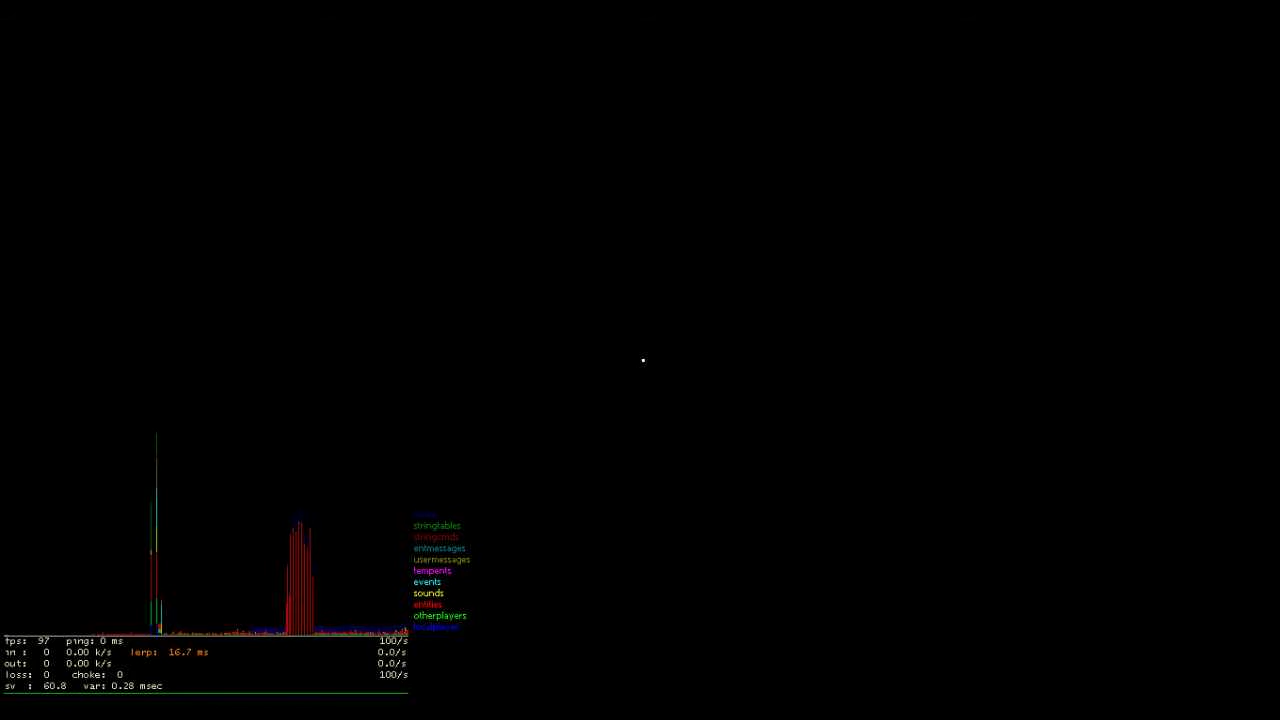 stringtables
stringcmds
entmessages
usermessages
tempents
events
sounds
entities
otherplayers
localplayer
fps: 97 ping: 0 ms 100/s
in : 0 0.00 k/s lerp: 16.7 ms 0.0/s
out: 0 0.00 k/s 0.0/s
loss: 0 choke: 0 100/s
sv : 60.8 var: 0.28 msec